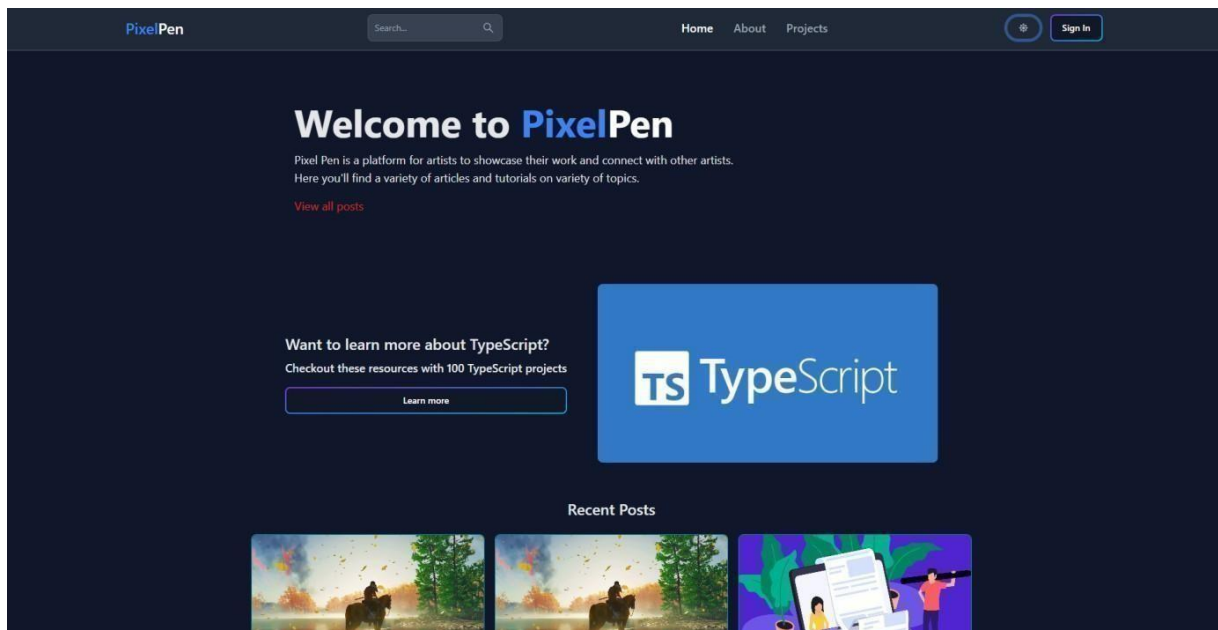 PixelPen
Search...
Home About Projects
Sign In
Welcome to PixelPen
Pixel Pen is a platform for artists to showcase their work and connect with other artists.
Here you'll find a variety of articles and tutorials on variety of topics.
View all posts
Want to learn more about TypeScript?
Checkout these resources with 100 TypeScript projects
Learn more
TS TypeScript
Recent Posts